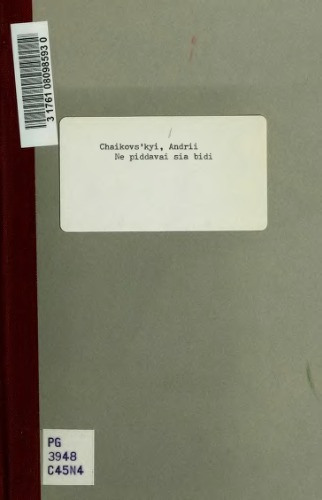 3 1761 08098593 0
Chaikovs'kyi, Andrii
Ne piddavai sia bidi
PG
3948
C45N4